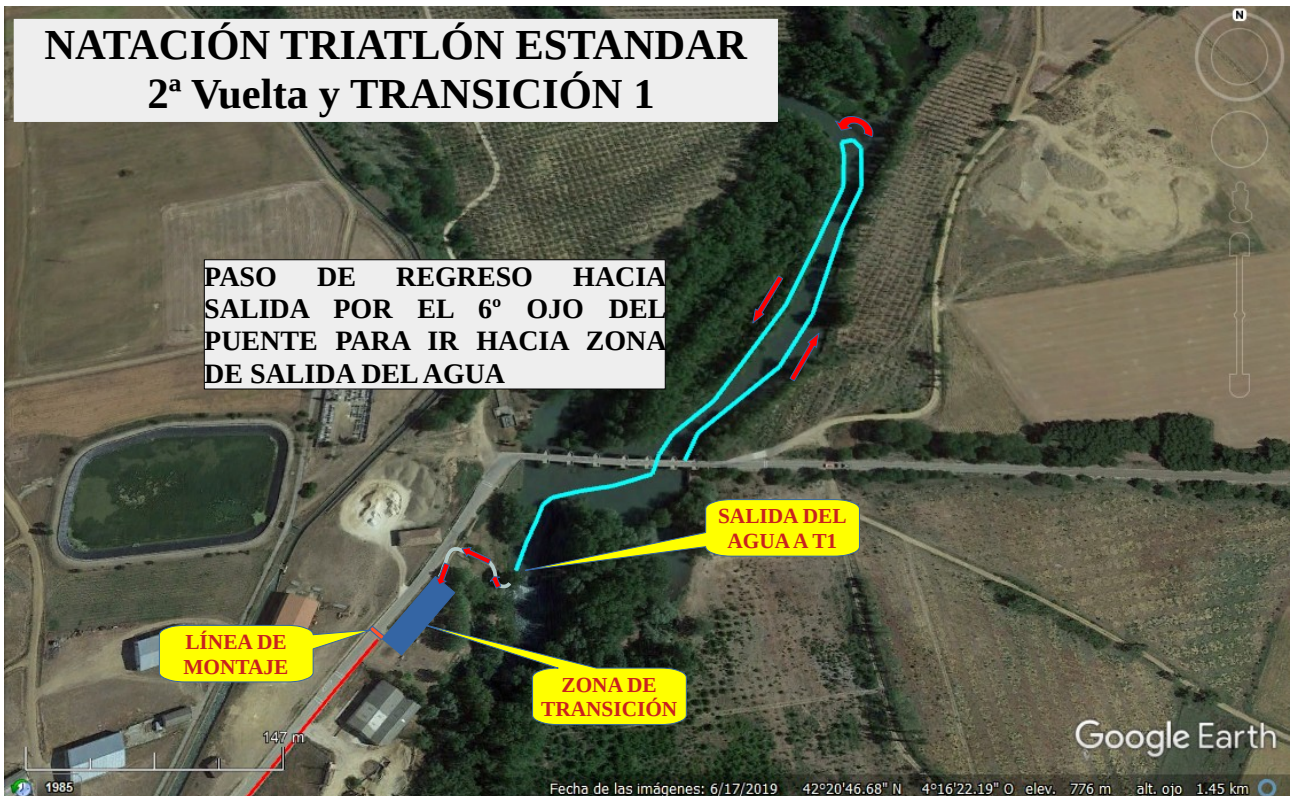 NATACIÓN TRIATLÓN ESTANDAR
2ª Vuelta y TRANSICIÓN 1
N
PASO DE REGRESO HACIA
SALIDA POR EL 6º OJO DEL
PUENTE PARA IR HACIA ZONA
DE SALIDA DEL AGUA
SALIDA DEL
AGUA A T1
LÍNEA DE
MONTAJE
ZONA DE
TRANSICIÓN
147 m
Google Earth
1985
Fecha de las imágenes: 6/17/2019 42°20'46.68" N 4°16'22.19" O elev. 776 m alt. ojo 1.45 km